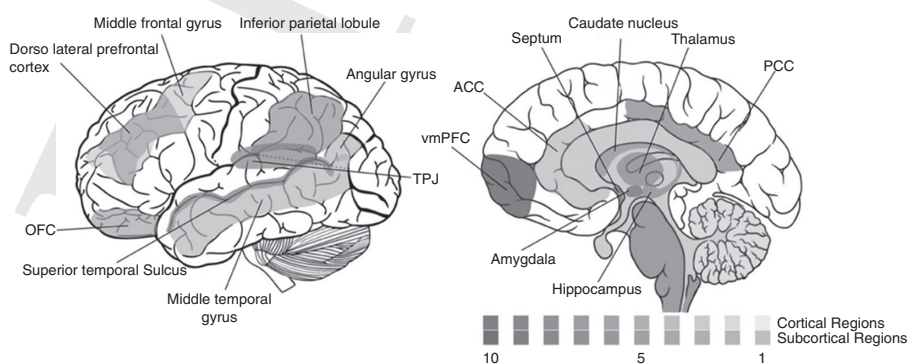 Middle frontal gyrus
Inferior parietal lobule
Dorso lateral prefrontal
cortex
Angular gyrus
TPJ
OFC
Superior temporal Sulcus
Middle temporal
gyrus
Caudate nucleus
Septum
Thalamus
ACC
PCC
vmPFC
Amygdala
Hippocampus
Cortical Regions
Subcortical Regions
10 5 1